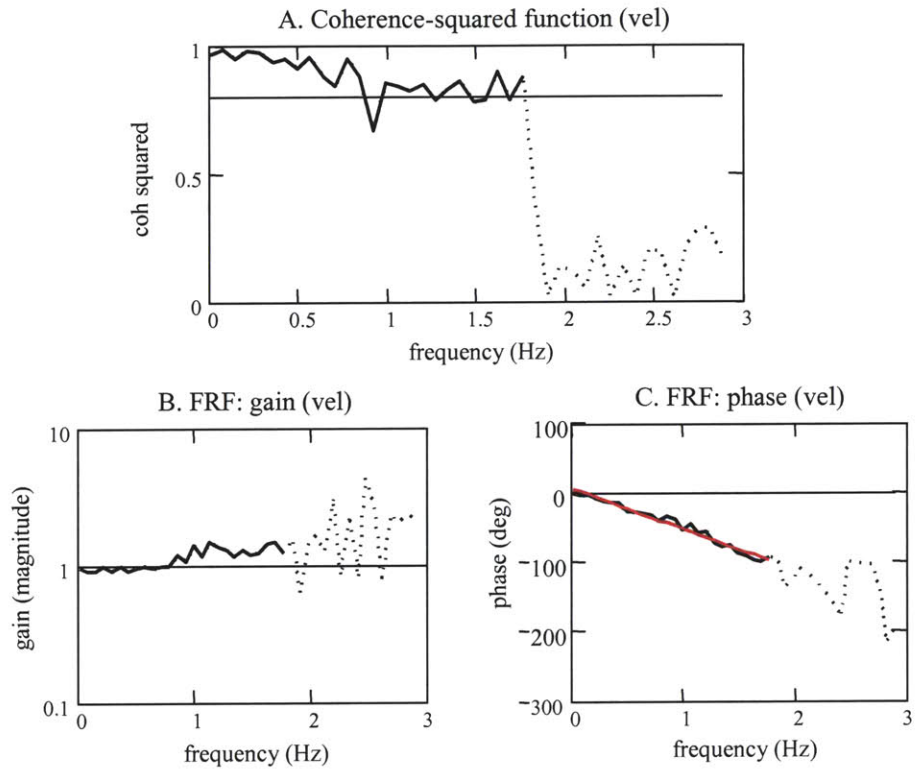 A. Coherence-squared function (vel)
1
0.5
0
coh squared
0 0.5 1 1.5 2 2.5 3
frequency (Hz)
B. FRF: gain (vel)
10
1
0.1
gain (magnitude)
0 1 2 3
frequency (Hz)
C. FRF: phase (vel)
100
0
−100
−200
−300
phase (deg)
0 1 2 3
frequency (Hz)